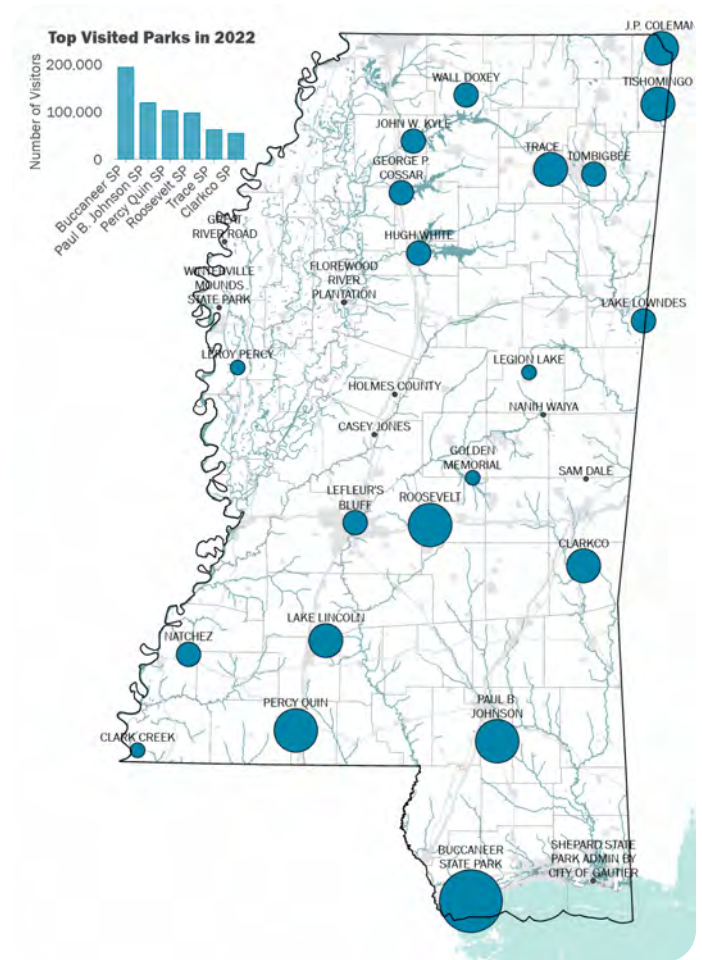 Top Visited Parks in 2022
Number of Visitors
200,000
100,000
0
Buccaneer SP
Paul B. Johnson SP
Percy Quin SP
Roosevelt SP
Trace SP
Clarkco SP
J.P. COLEMAN
WALL DOXEY
TISHOMINGO
JOHN W. KYLE
GEORGE P.
COSSAR
TRACE
TOMBIGBEE
GREAT
RIVER ROAD
HUGH WHITE
WINTERVILLE
MOUNDS
STATE PARK
FLOREWOOD
RIVER
PLANTATION
LAKE LOWNDES
LEROY PERCY
LEGION LAKE
HOLMES COUNTY
NANIH WAIYA
CASEY JONES
GOLDEN
MEMORIAL
SAM DALE
LEFLEUR'S
BLUFF
ROOSEVELT
CLARKCO
LAKE LINCOLN
NATCHEZ
PERCY QUIN
PAUL B.
JOHNSON
CLARK CREEK
BUCCANEER
STATE PARK
SHEPARD STATE
PARK ADMIN BY
CITY OF GAUTIER